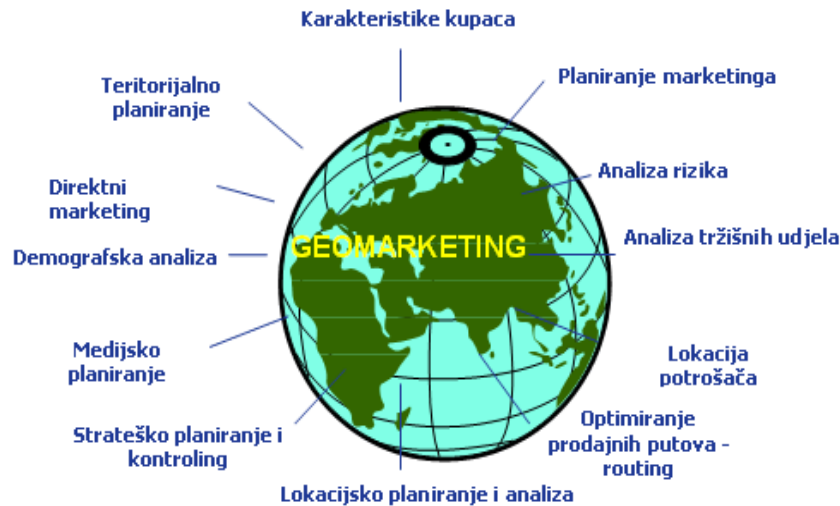 Karakteristike kupaca
Planiranje marketinga
Teritorijalno
planiranje
Analiza rizika
Direktni
marketing
GEOMARKETING
Analiza tržišnih udjela
Demografska analiza
Medijsko
planiranje
Lokacija
potrošača
Strateško planiranje i
kontroling
Optimiranje
prodajnih putova -
routing
Lokacijsko planiranje i analiza